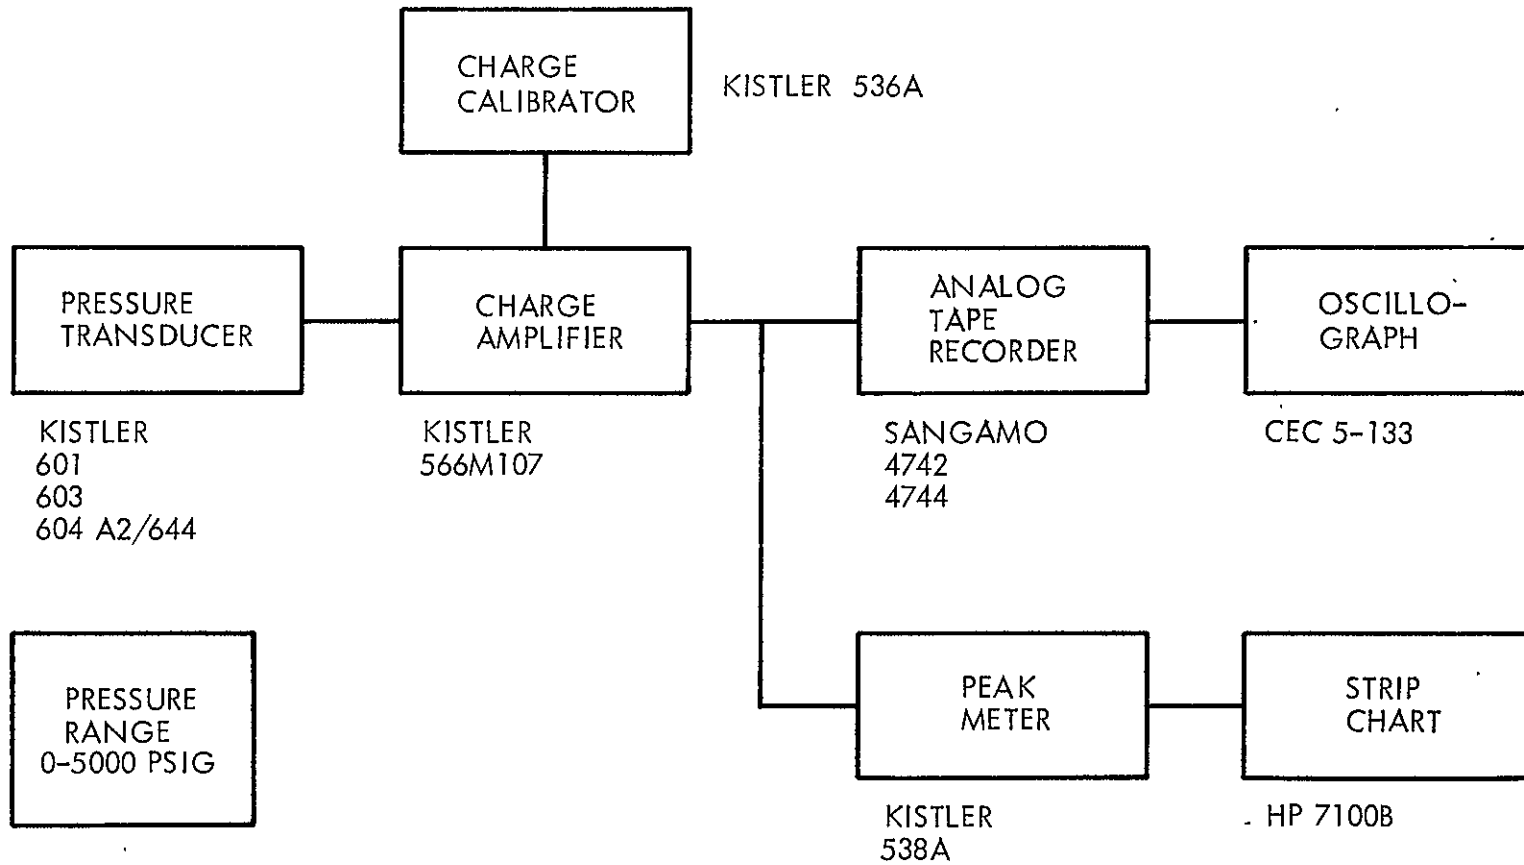 CHARGE
CALIBRATOR
KISTLER 536A
PRESSURE
TRANSDUCER
KISTLER
601
603
604 A2/644
CHARGE
AMPLIFIER
KISTLER
566M107
ANALOG
TAPE
RECORDER
SANGAMO
4742
4744
OSCILLO-
GRAPH
CEC 5-133
PRESSURE
RANGE
0-5000 PSIG
PEAK
METER
KISTLER
538A
STRIP
CHART
HP 7100B